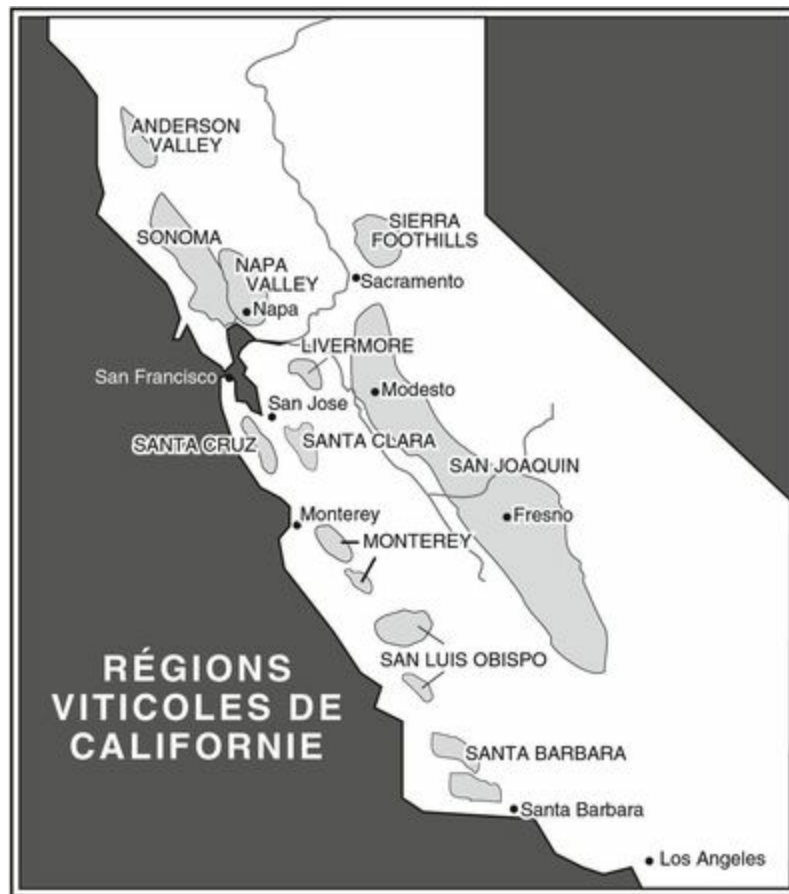 ANDERSON
VALLEY
SONOMA
SIERRA
FOOTHILLS
NAPA
VALLEY
Sacramento
Napa
LIVERMORE
San Francisco
Modesto
San Jose
SANTA CRUZ
SANTA CLARA
SAN JOAQUIN
Monterey
Fresno
MONTEREY
SAN LUIS OBISPO
RÉGIONS
VITICOLES DE
CALIFORNIE
SANTA BARBARA
Santa Barbara
Los Angeles